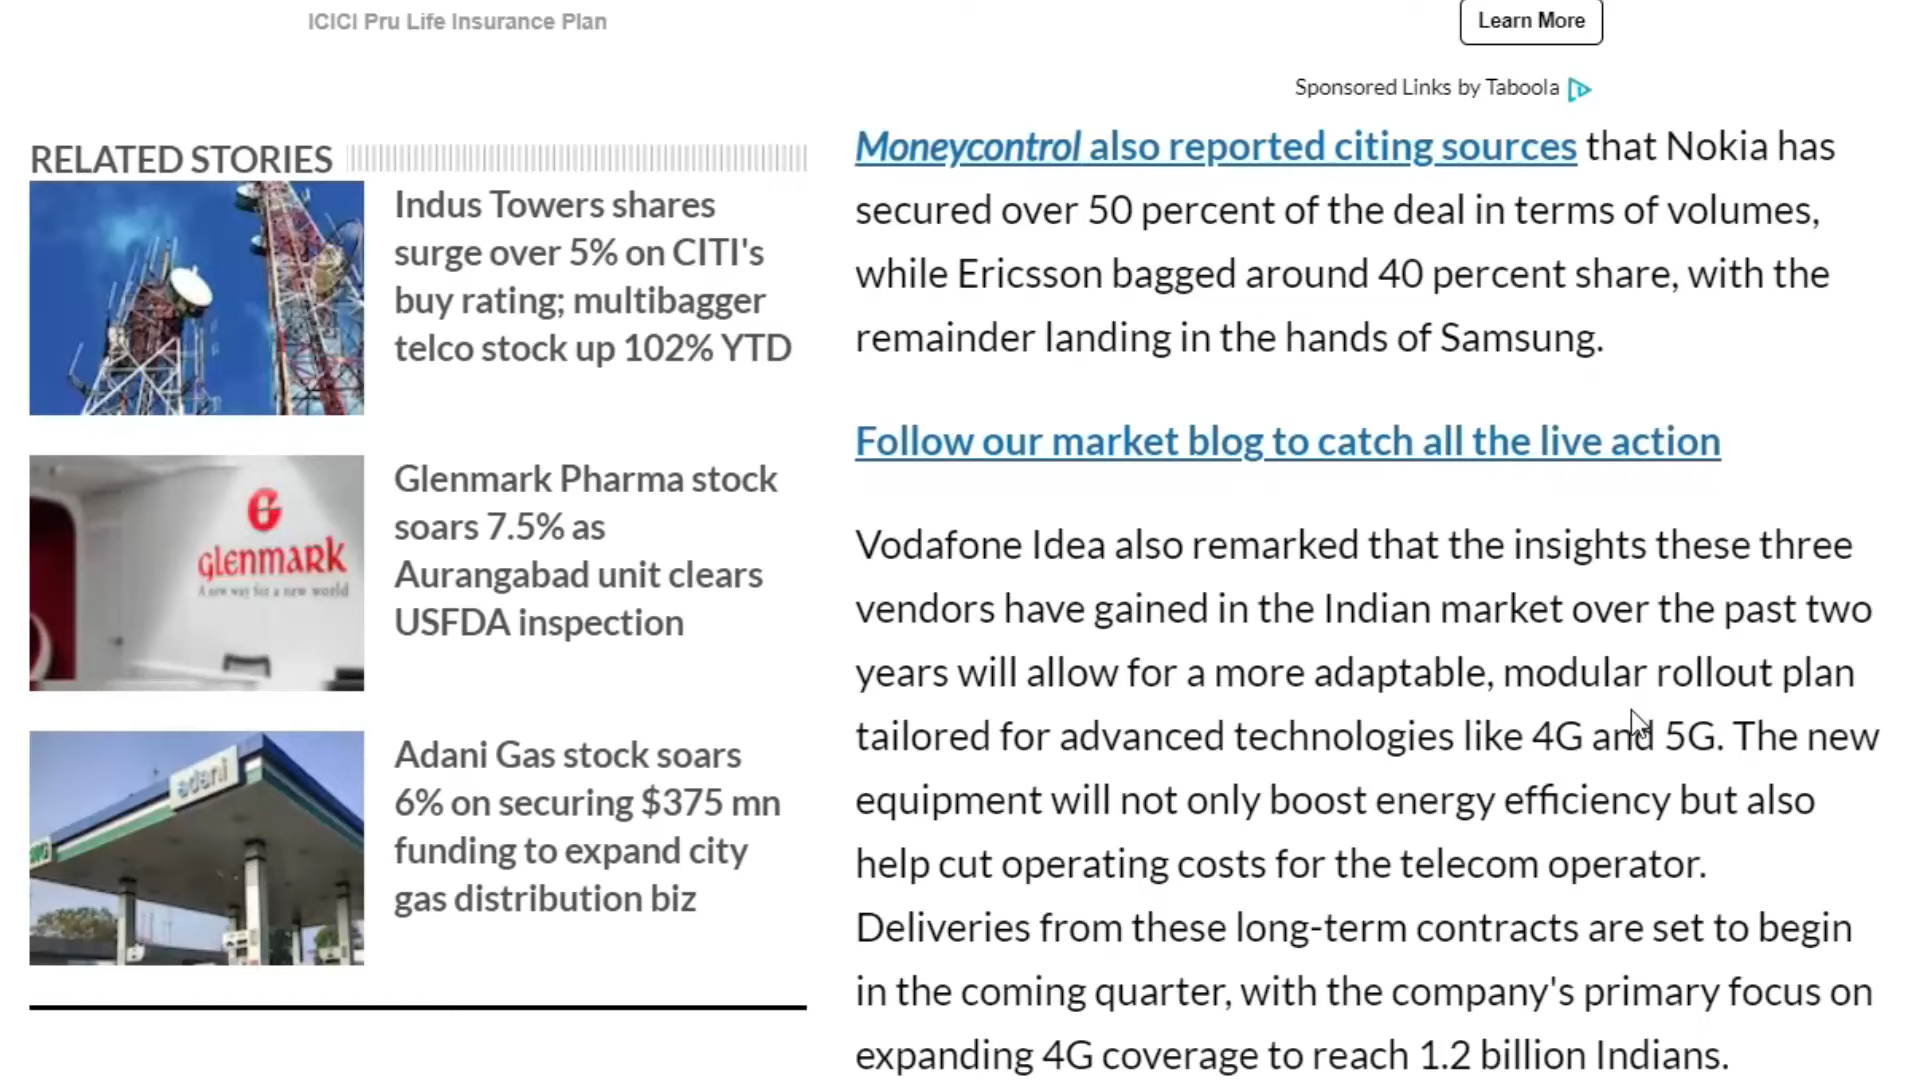 ICICI Pru Life Insurance Plan
Learn More
Sponsored Links by Taboola
RELATED STORIES
Indus Towers shares
surge over 5% on CITI's
buy rating; multibagger
telco stock up 102% YTD
GLENMARK
A new way for a new world
Glenmark Pharma stock
soars 7.5% as
Aurangabad unit clears
USFDA inspection
adani
Adani Gas stock soars
6% on securing $375 mn
funding to expand city
gas distribution biz
Moneycontrol also reported citing sources that Nokia has
secured over 50 percent of the deal in terms of volumes,
while Ericsson bagged around 40 percent share, with the
remainder landing in the hands of Samsung.
Follow our market blog to catch all the live action
Vodafone Idea also remarked that the insights these three
vendors have gained in the Indian market over the past two
years will allow for a more adaptable, modular rollout plan
tailored for advanced technologies like 4G and 5G. The new
equipment will not only boost energy efficiency but also
help cut operating costs for the telecom operator.
Deliveries from these long-term contracts are set to begin
in the coming quarter, with the company's primary focus on
expanding 4G coverage to reach 1.2 billion Indians.